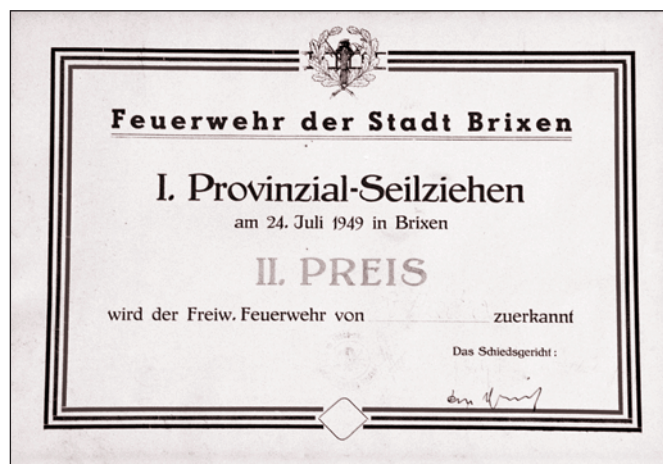 Feuerwehr der Stadt Brixen
I. Provinzial-Seilziehen
am 24. Juli 1949 in Brixen
II. PREIS
wird der Freiw. Feuerwehr von zuerkannt
Das Schiedsgericht: